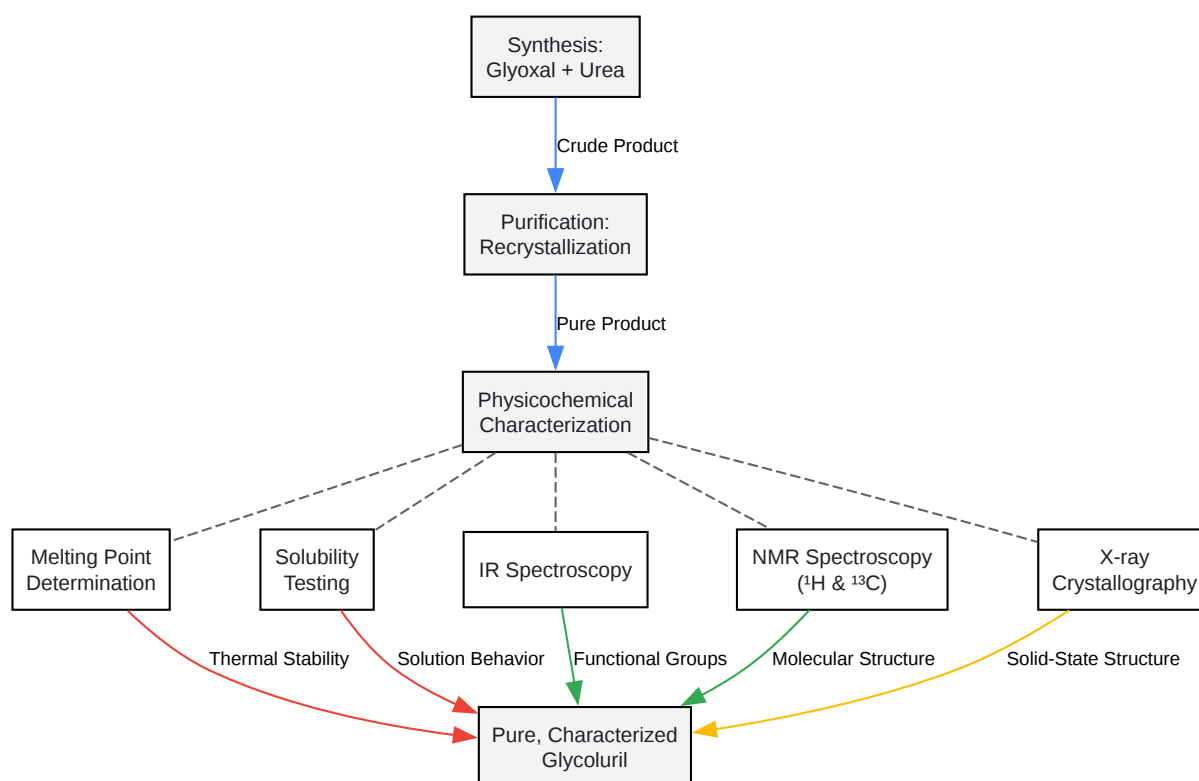 Synthesis:
Glyoxal + Urea
Crude Product
Purification:
Recrystallization
Pure Product
Physicochemical
Characterization
Melting Point
Determination
Solubility
Testing
IR Spectroscopy
NMR Spectroscopy
(¹H & ¹³C)
X-ray
Crystallography
Thermal Stability
Solution Behavior
Functional Groups
Molecular Structure
Solid-State Structure
Pure, Characterized
Glycoluril